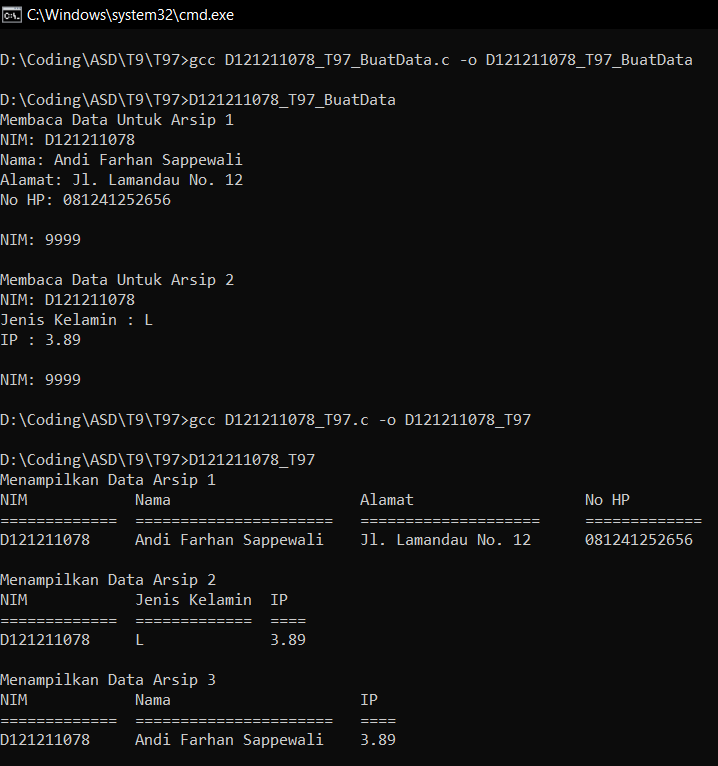 C:\Windows\system32\cmd.exe
D:\Coding\ASD\T9\T97>gcc D121211078_T97_BuatData.c -o D121211078_T97_BuatData
D:\Coding\ASD\T9\T97>D121211078_T97_BuatData
Membaca Data Untuk Arsip 1
NIM: D121211078
Nama: Andi Farhan Sappewali
Alamat: Jl. Lamandau No. 12
No HP: 081241252656
NIM: 9999
Membaca Data Untuk Arsip 2
NIM: D121211078
Jenis Kelamin : L
IP : 3.89
NIM: 9999
D:\Coding\ASD\T9\T97>gcc D121211078_T97.c -o D121211078_T97
D:\Coding\ASD\T9\T97>D121211078_T97
Menampilkan Data Arsip 1
NIM            Nama                     Alamat                   No HP
=============  ======================   ====================     =============
D121211078     Andi Farhan Sappewali    Jl. Lamandau No. 12      081241252656
Menampilkan Data Arsip 2
NIM            Jenis Kelamin  IP
=============  =============  ====
D121211078     L              3.89
Menampilkan Data Arsip 3
NIM            Nama                     IP
=============  ======================   ====
D121211078     Andi Farhan Sappewali    3.89